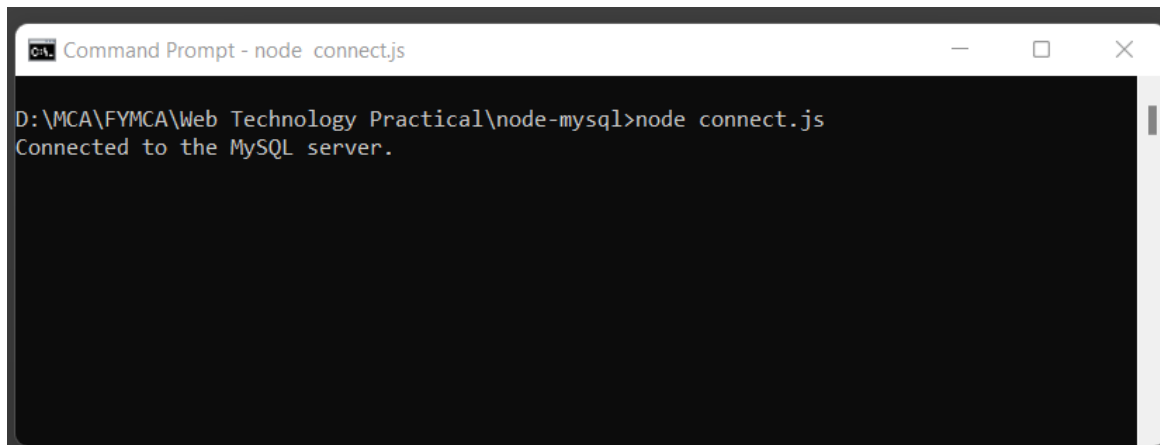 Command Prompt - node  connect.js
D:\MCA\FYMCA\Web Technology Practical\node-mysql>node connect.js
Connected to the MySQL server.